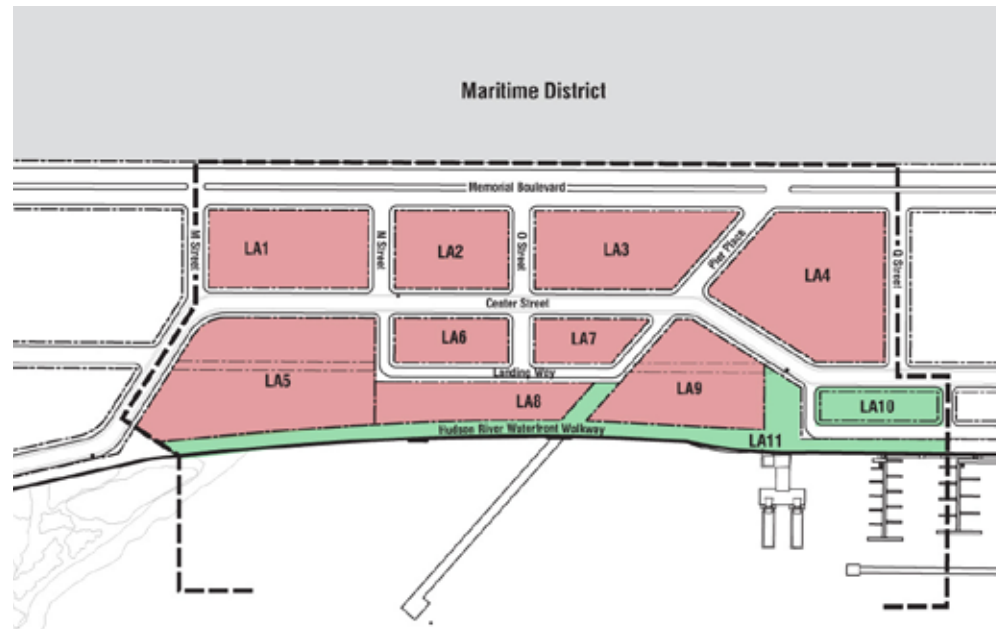 Maritime District
Memorial Boulevard
M Street
LA1
N Street
LA2
O Street
LA3
Pier Place
LA4
Q Street
Center Street
LA5
LA6
LA7
Landing Way
LA8
LA9
LA10
Hudson River Waterfront Walkway
LA11